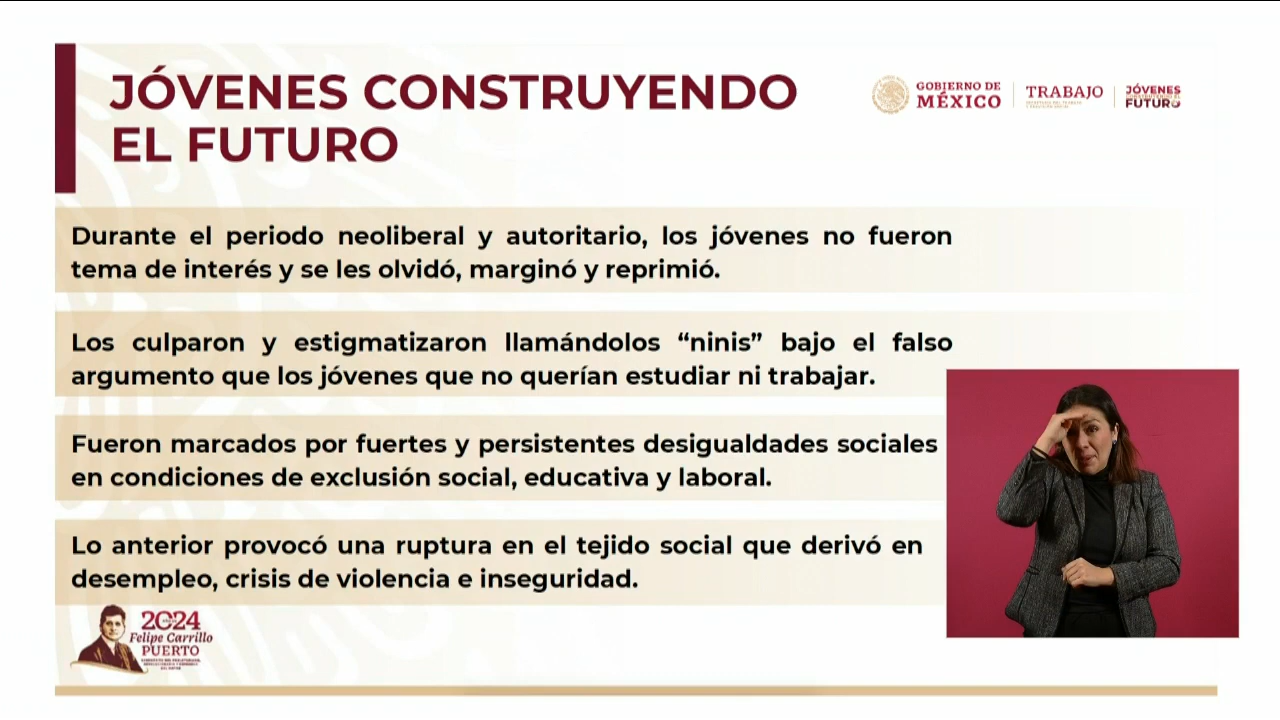 JÓVENES CONSTRUYENDO
EL FUTURO
GOBIERNO DE
MÉXICO
TRABAJO
JÓVENES
CONSTRUYENDO EL
FUTURO
Durante el periodo neoliberal y autoritario, los jóvenes no fueron
tema de interés y se les olvidó, marginó y reprimió.
Los culparon y estigmatizaron llamándolos “ninis” bajo el falso
argumento que los jóvenes que no querían estudiar ni trabajar.
Fueron marcados por fuertes y persistentes desigualdades sociales
en condiciones de exclusión social, educativa y laboral.
Lo anterior provocó una ruptura en el tejido social que derivó en
desempleo, crisis de violencia e inseguridad.
2024
Felipe Carrillo
PUERTO